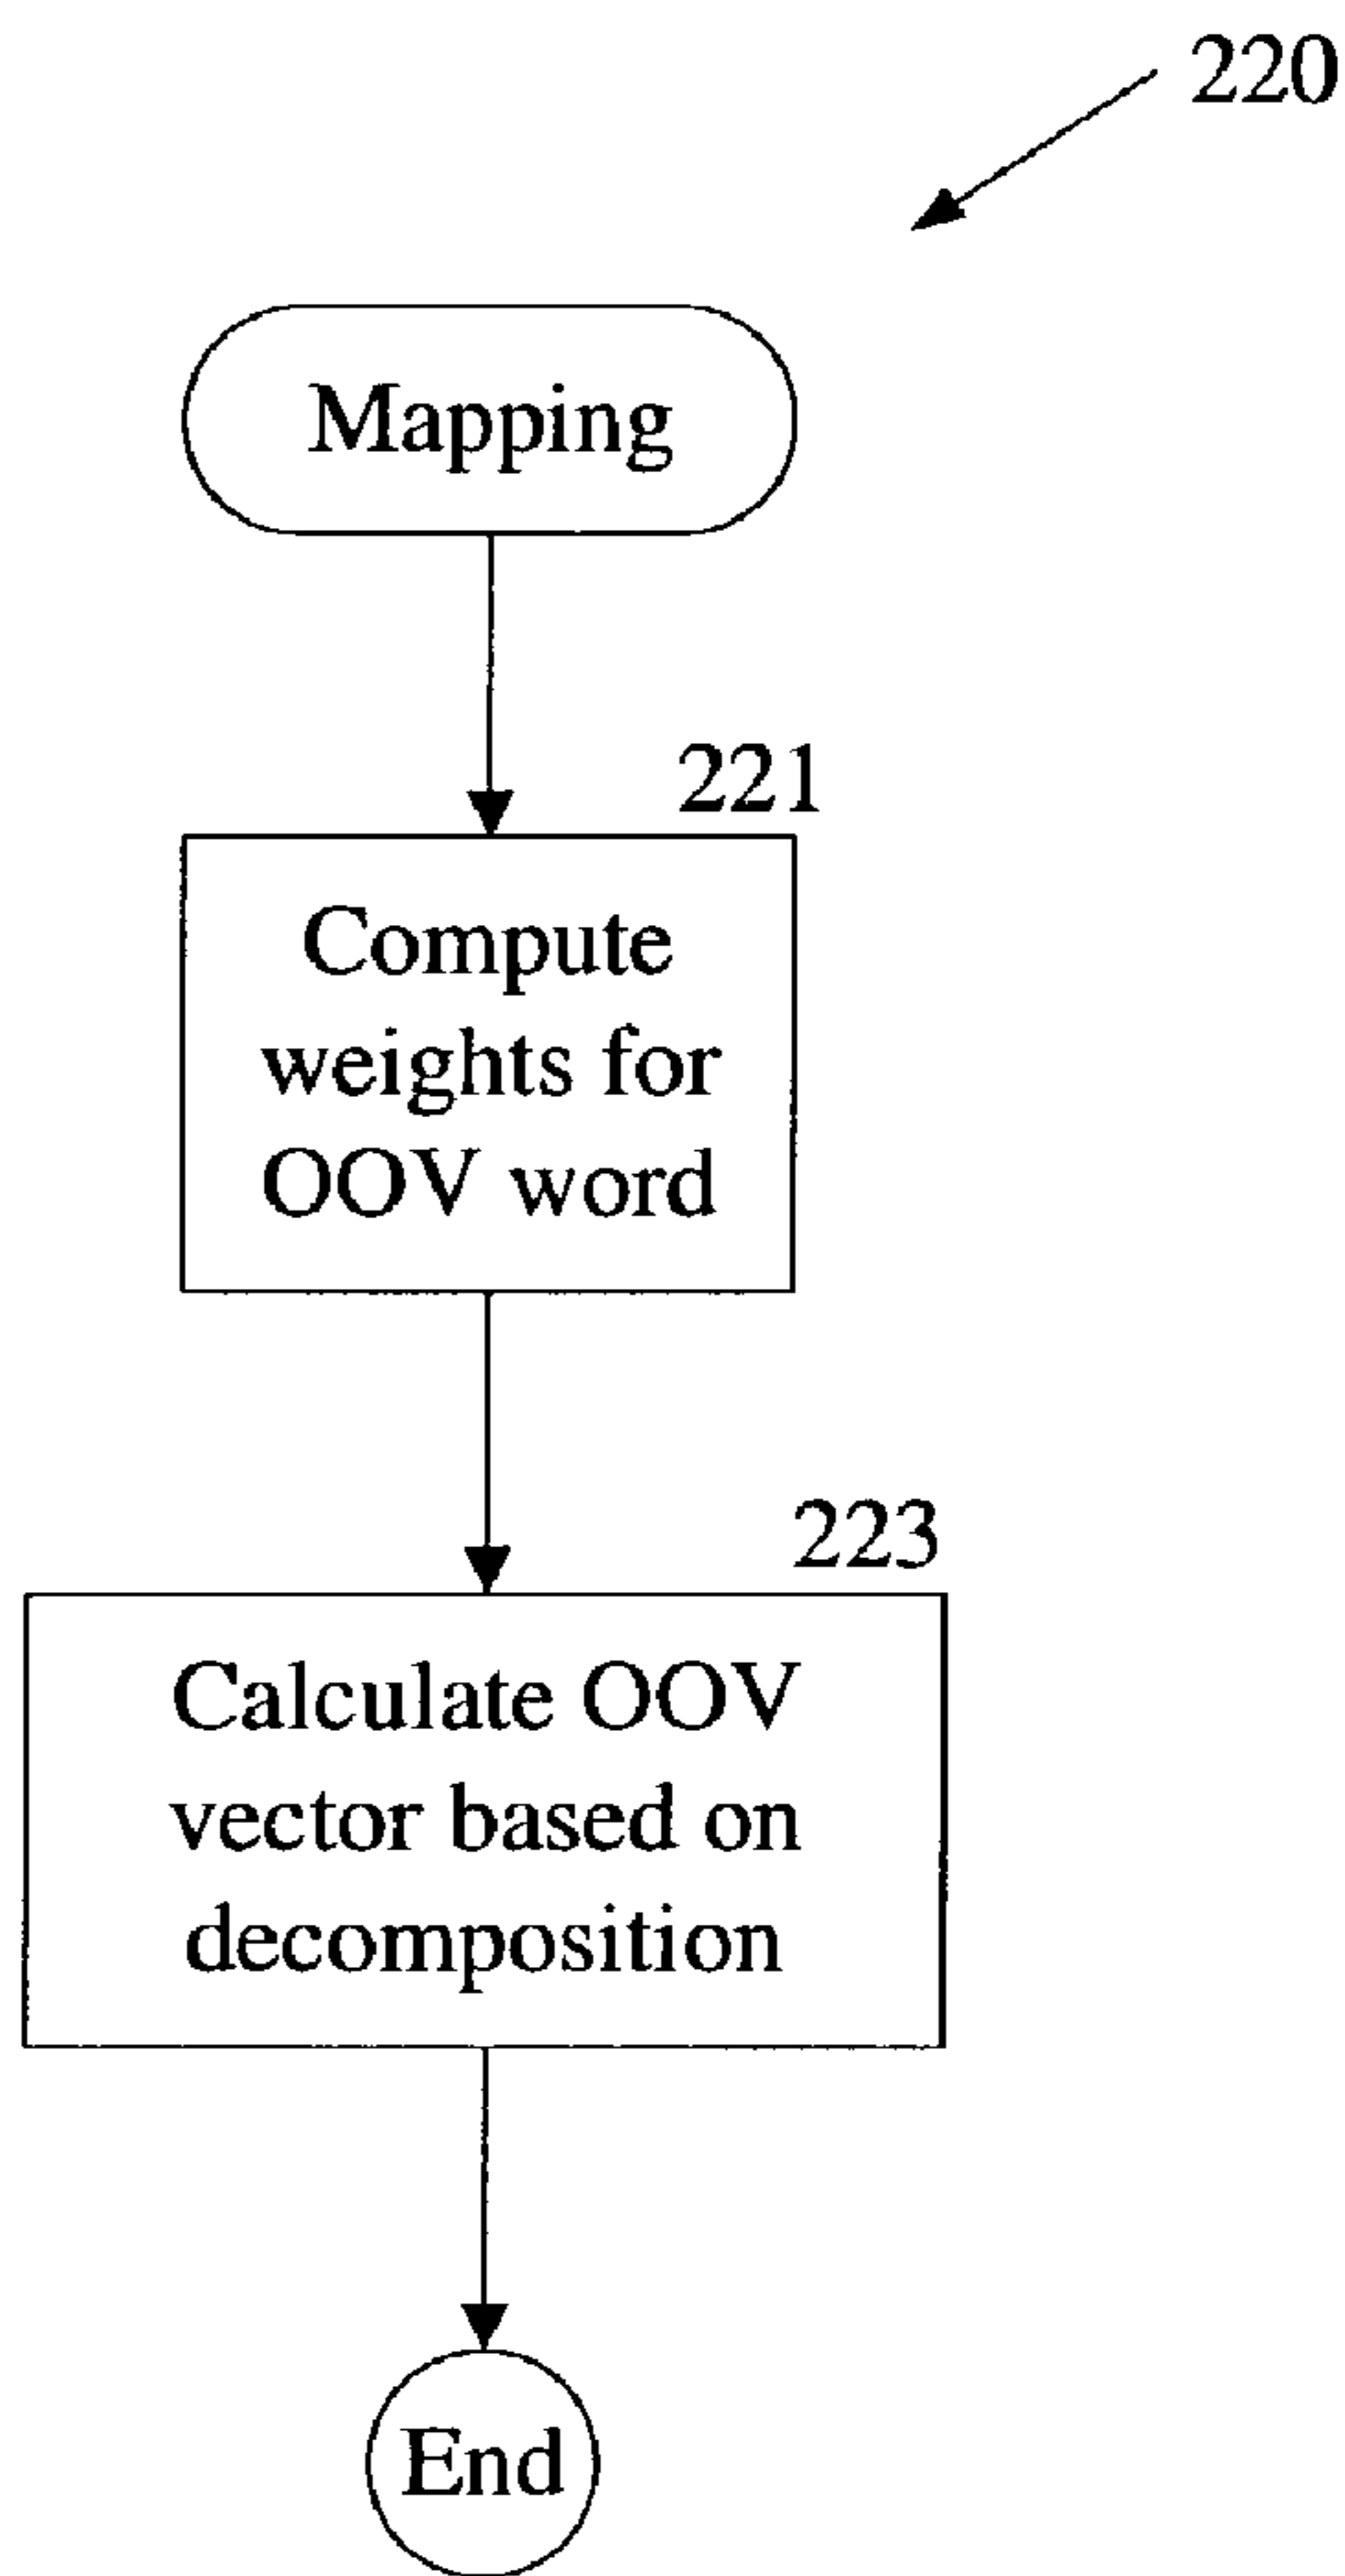 220
Mapping
221
Compute
weights for
OOV word
223
Calculate OOV
vector based on
decomposition
End